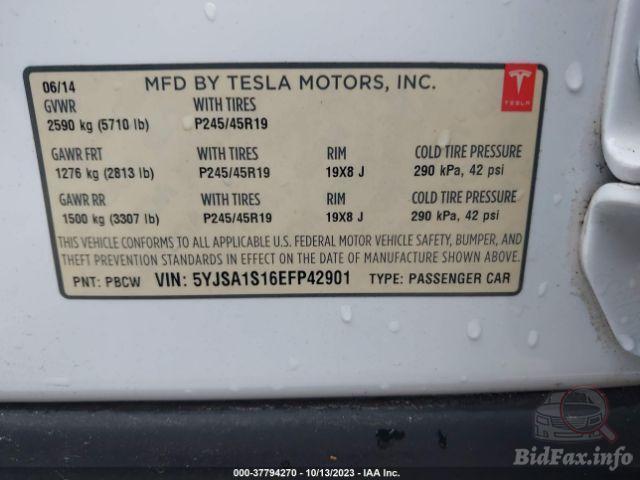 06/14 MFD BY TESLA MOTORS, INC.
TESLA
GVWR WITH TIRES
2590 kg (5710 lb) P245/45R19
GAWR FRT WITH TIRES RIM COLD TIRE PRESSURE
1276 kg (2813 lb) P245/45R19 19X8 J 290 kPa, 42 psi
GAWR RR WITH TIRES RIM COLD TIRE PRESSURE
1500 kg (3307 lb) P245/45R19 19X8 J 290 kPa, 42 psi
THIS VEHICLE CONFORMS TO ALL APPLICABLE U.S. FEDERAL MOTOR VEHICLE SAFETY, BUMPER, AND
THEFT PREVENTION STANDARDS IN EFFECT ON THE DATE OF MANUFACTURE SHOWN ABOVE.
PNT: PBCW VIN: 5YJSA1S16EFP42901 TYPE: PASSENGER CAR
BidFax.info
000-37794270 - 10/13/2023 - IAA Inc.